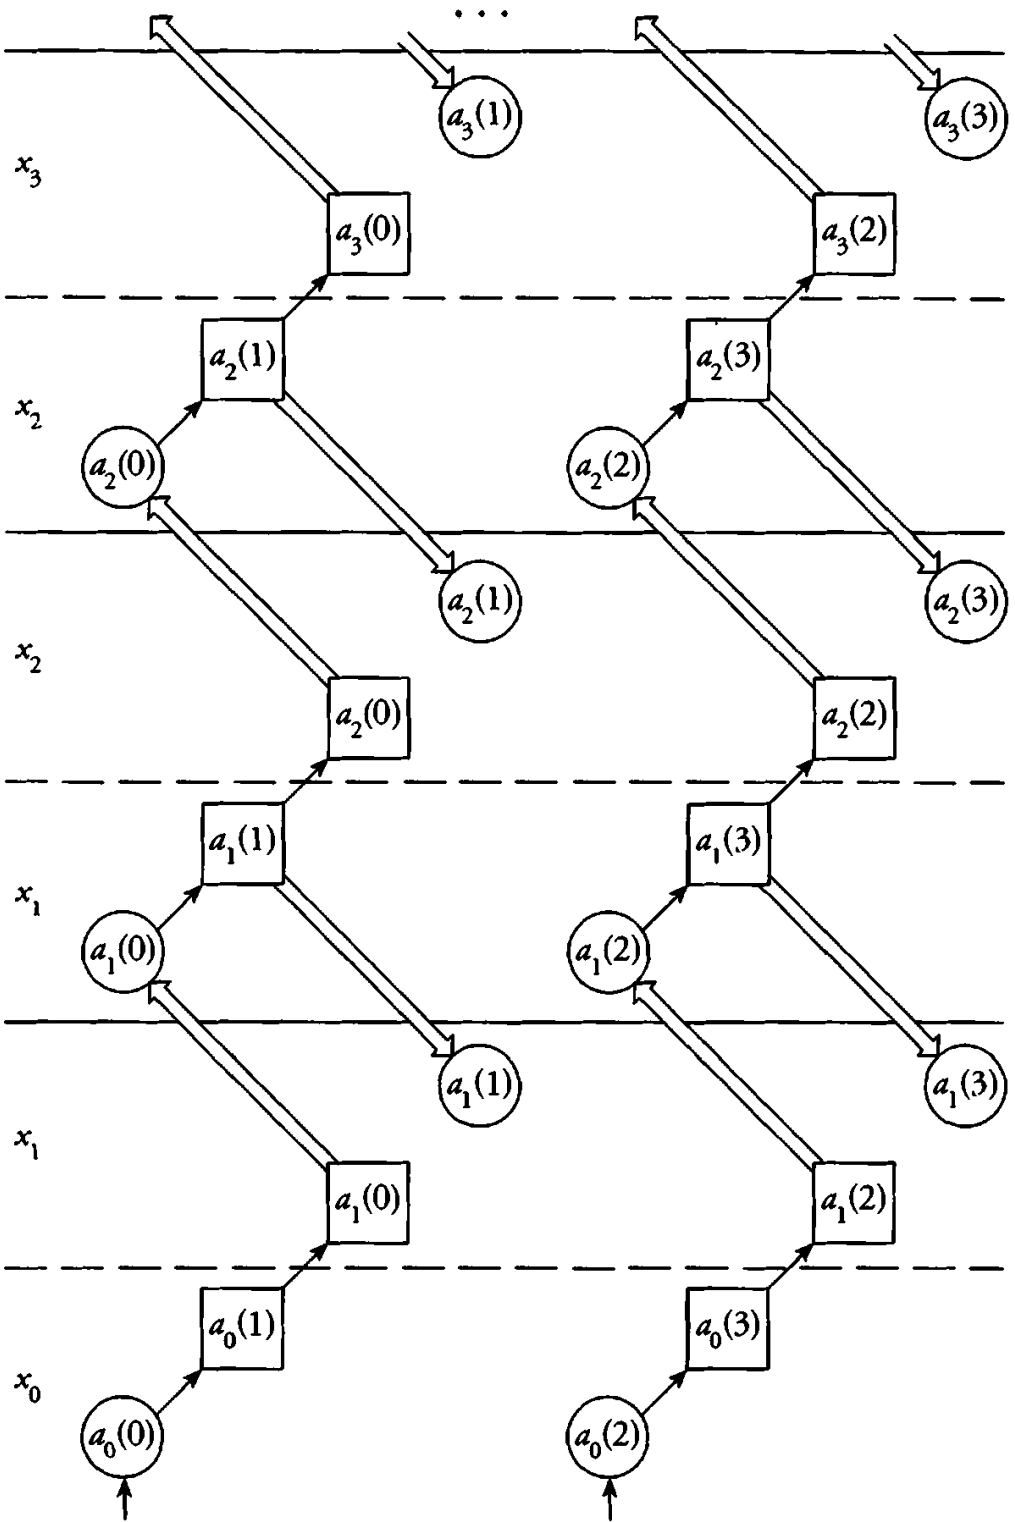 ...
a₃(1) a₃(3)
x₃
a₃(0) a₃(2)
a₂(1) a₂(3)
x₂
a₂(0) a₂(2)
a₂(1) a₂(3)
x₂
a₂(0) a₂(2)
a₁(1) a₁(3)
x₁
a₁(0) a₁(2)
a₁(1) a₁(3)
x₁
a₁(0) a₁(2)
a₀(1) a₀(3)
x₀
a₀(0) a₀(2)